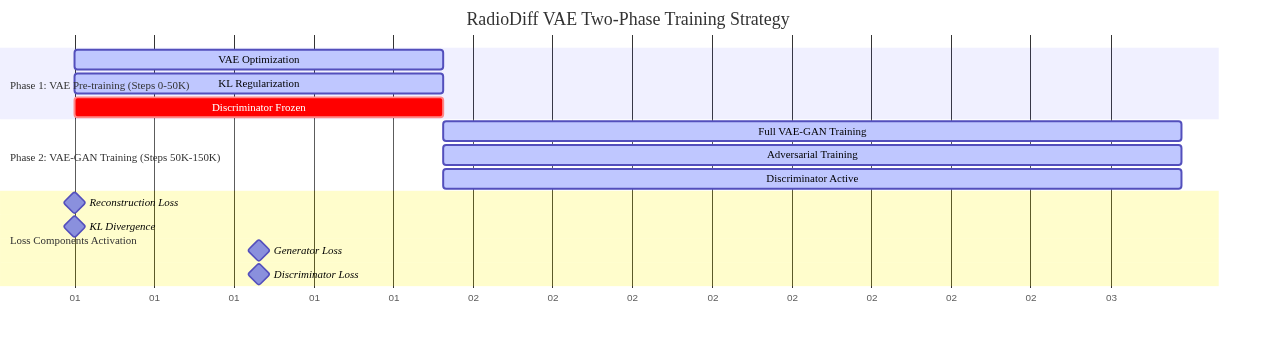 RadioDiff VAE Two-Phase Training Strategy
VAE Optimization
Phase 1: VAE Pre-training (Steps 0-50K)
KL Regularization
Discriminator Frozen
Full VAE-GAN Training
Phase 2: VAE-GAN Training (Steps 50K-150K)
Adversarial Training
Discriminator Active
Reconstruction Loss
KL Divergence
Loss Components Activation
Generator Loss
Discriminator Loss
01 01 01 01 01 02 02 02 02 02 02 02 02 03